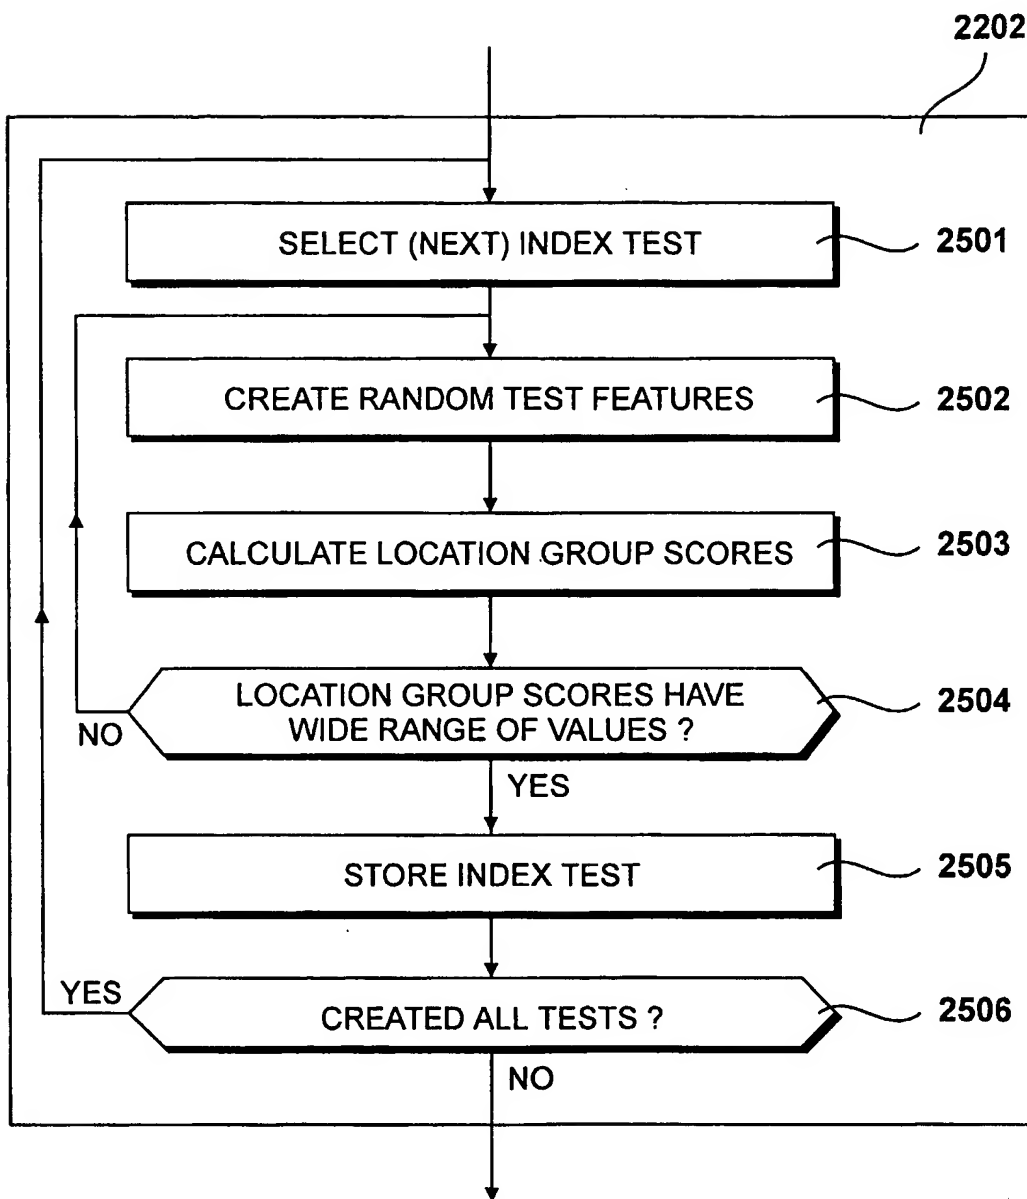 2202
SELECT (NEXT) INDEX TEST
2501
CREATE RANDOM TEST FEATURES
2502
CALCULATE LOCATION GROUP SCORES
2503
LOCATION GROUP SCORES HAVE
WIDE RANGE OF VALUES ?
2504
NO
YES
STORE INDEX TEST
2505
YES
CREATED ALL TESTS ?
2506
NO